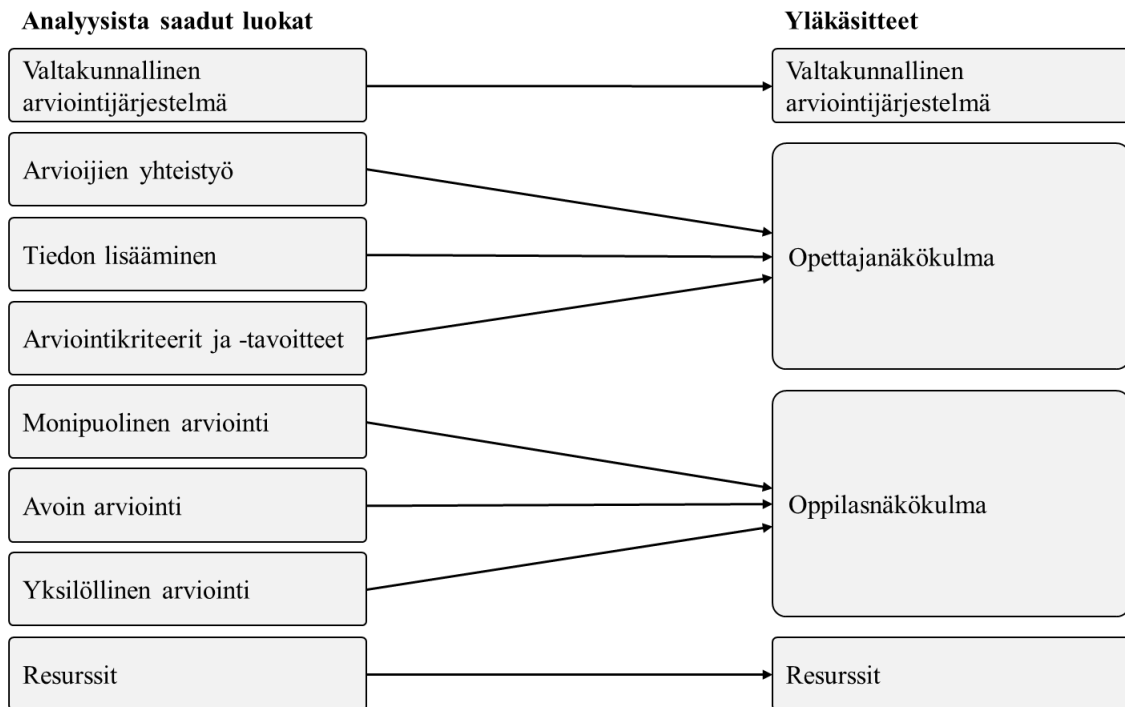 Analyysista saadut luokat
Yläkäsitteet
Valtakunnallinen
arviointijärjestelmä
Valtakunnallinen
arviointijärjestelmä
Arvioijien yhteistyö
Tiedon lisääminen
Opettajanäkökulma
Arviointikriteerit ja -tavoitteet
Monipuolinen arviointi
Avoin arviointi
Oppilasnäkökulma
Yksilöllinen arviointi
Resurssit
Resurssit